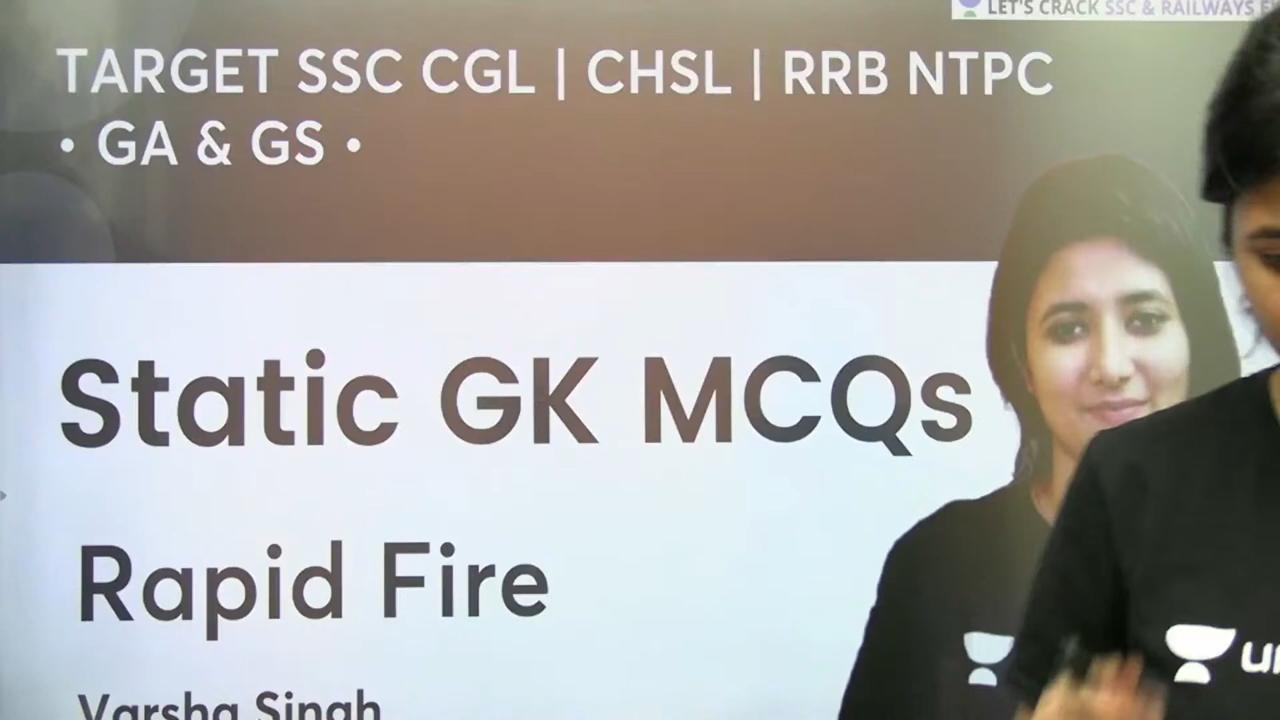 LET'S CRACK SSC & RAILWAYS
TARGET SSC CGL | CHSL | RRB NTPC
• GA & GS •
Static GK MCQs
Rapid Fire
Varsha Singh